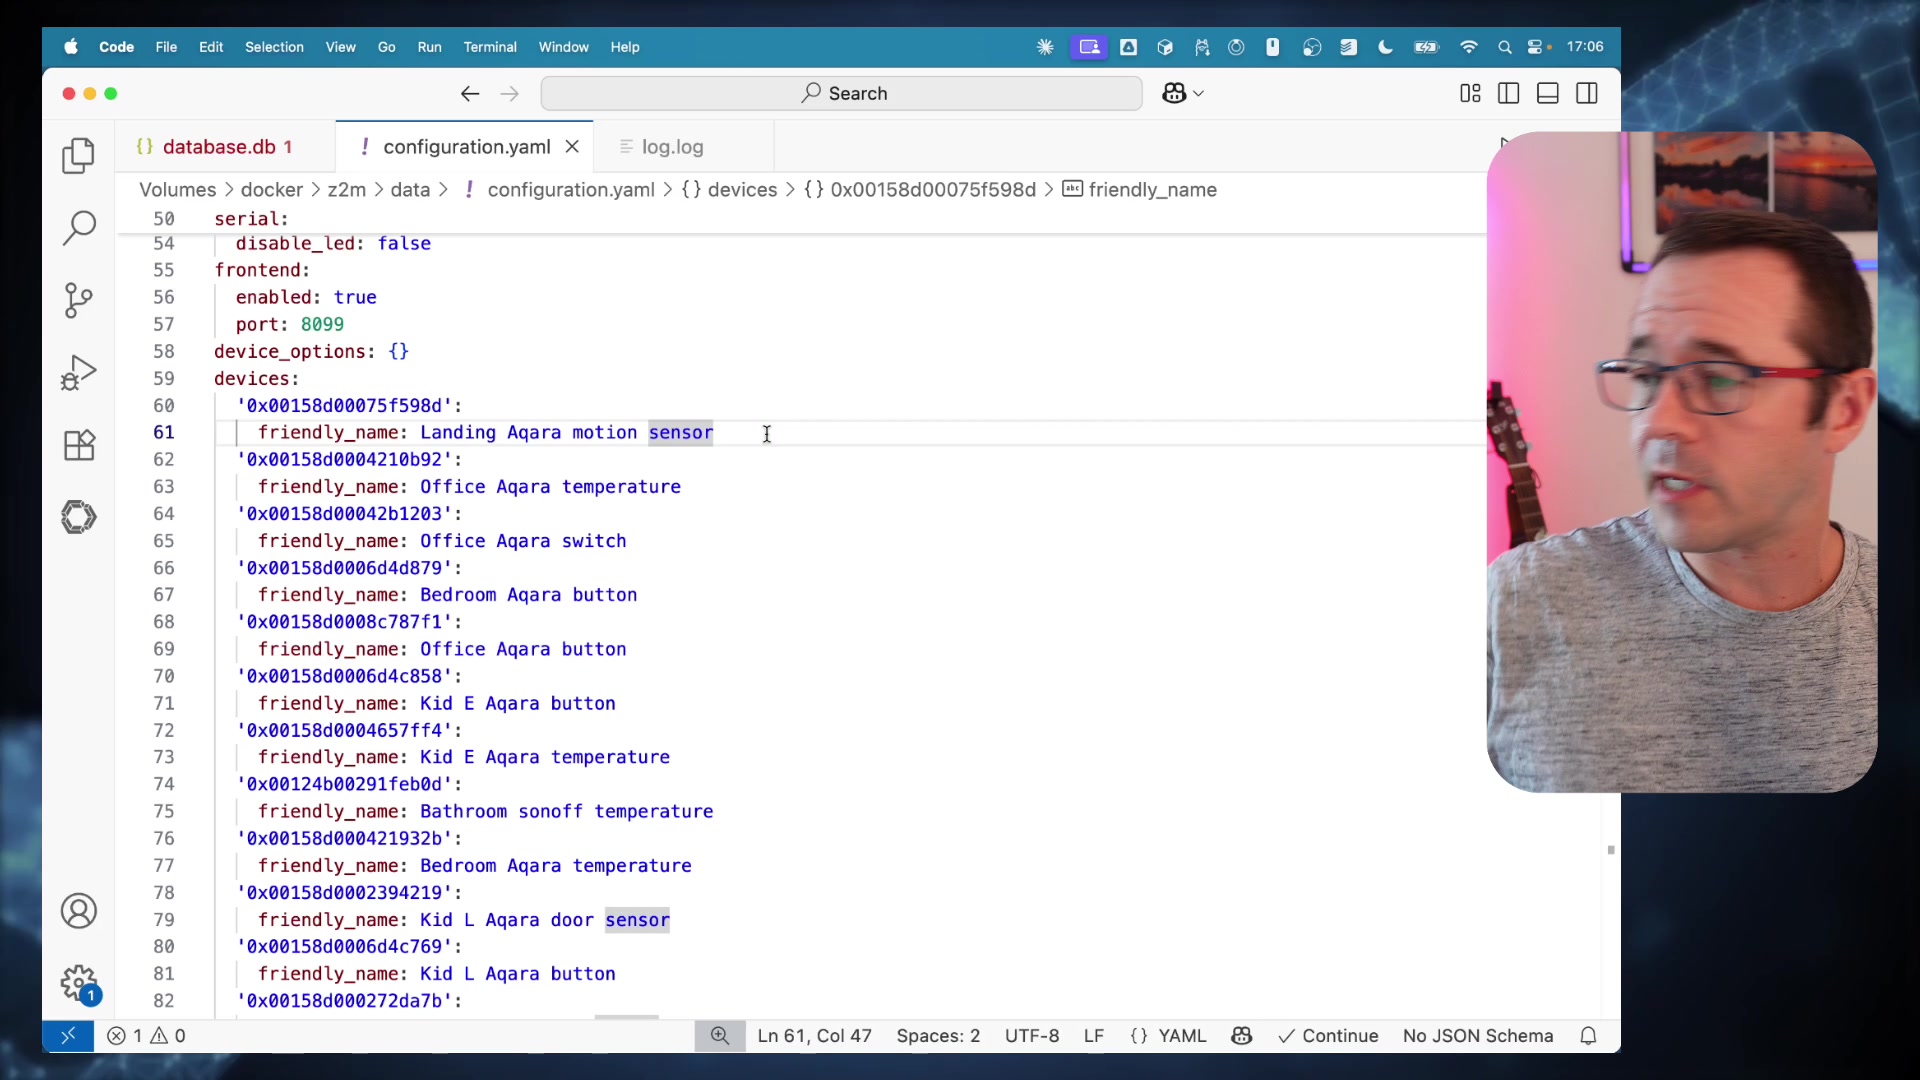 Code File Edit Selection View Go Run Terminal Window Help 17:06
Search
database.db 1 configuration.yaml log.log
Volumes > docker > z2m > data > ! configuration.yaml > {} devices > {} 0x00158d00075f598d > abc friendly_name
50 serial:
54 disable_led: false
55 frontend:
56 enabled: true
57 port: 8099
58 device_options: {}
59 devices:
60 '0x00158d00075f598d':
61 friendly_name: Landing Aqara motion sensor
62 '0x00158d0004210b92':
63 friendly_name: Office Aqara temperature
64 '0x00158d00042b1203':
65 friendly_name: Office Aqara switch
66 '0x00158d0006d4d879':
67 friendly_name: Bedroom Aqara button
68 '0x00158d0008c787f1':
69 friendly_name: Office Aqara button
70 '0x00158d0006d4c858':
71 friendly_name: Kid E Aqara button
72 '0x00158d0004657ff4':
73 friendly_name: Kid E Aqara temperature
74 '0x00124b00291feb0d':
75 friendly_name: Bathroom sonoff temperature
76 '0x00158d000421932b':
77 friendly_name: Bedroom Aqara temperature
78 '0x00158d0002394219':
79 friendly_name: Kid L Aqara door sensor
80 '0x00158d0006d4c769':
81 friendly_name: Kid L Aqara button
82 '0x00158d000272da7b':
1
1 0 Ln 61, Col 47 Spaces: 2 UTF-8 LF {} YAML Continue No JSON Schema